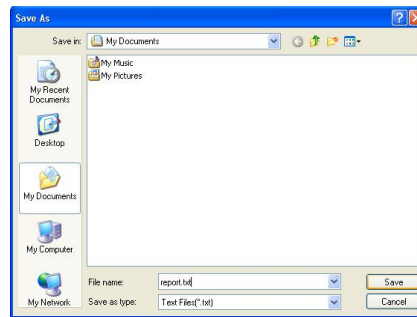 Save As
Save in:
My Documents
My Recent
Documents
Desktop
My Documents
My Computer
My Network
My Music
My Pictures
File name:
report.txt
Save
Save as type:
Text Files(*.txt)
Cancel